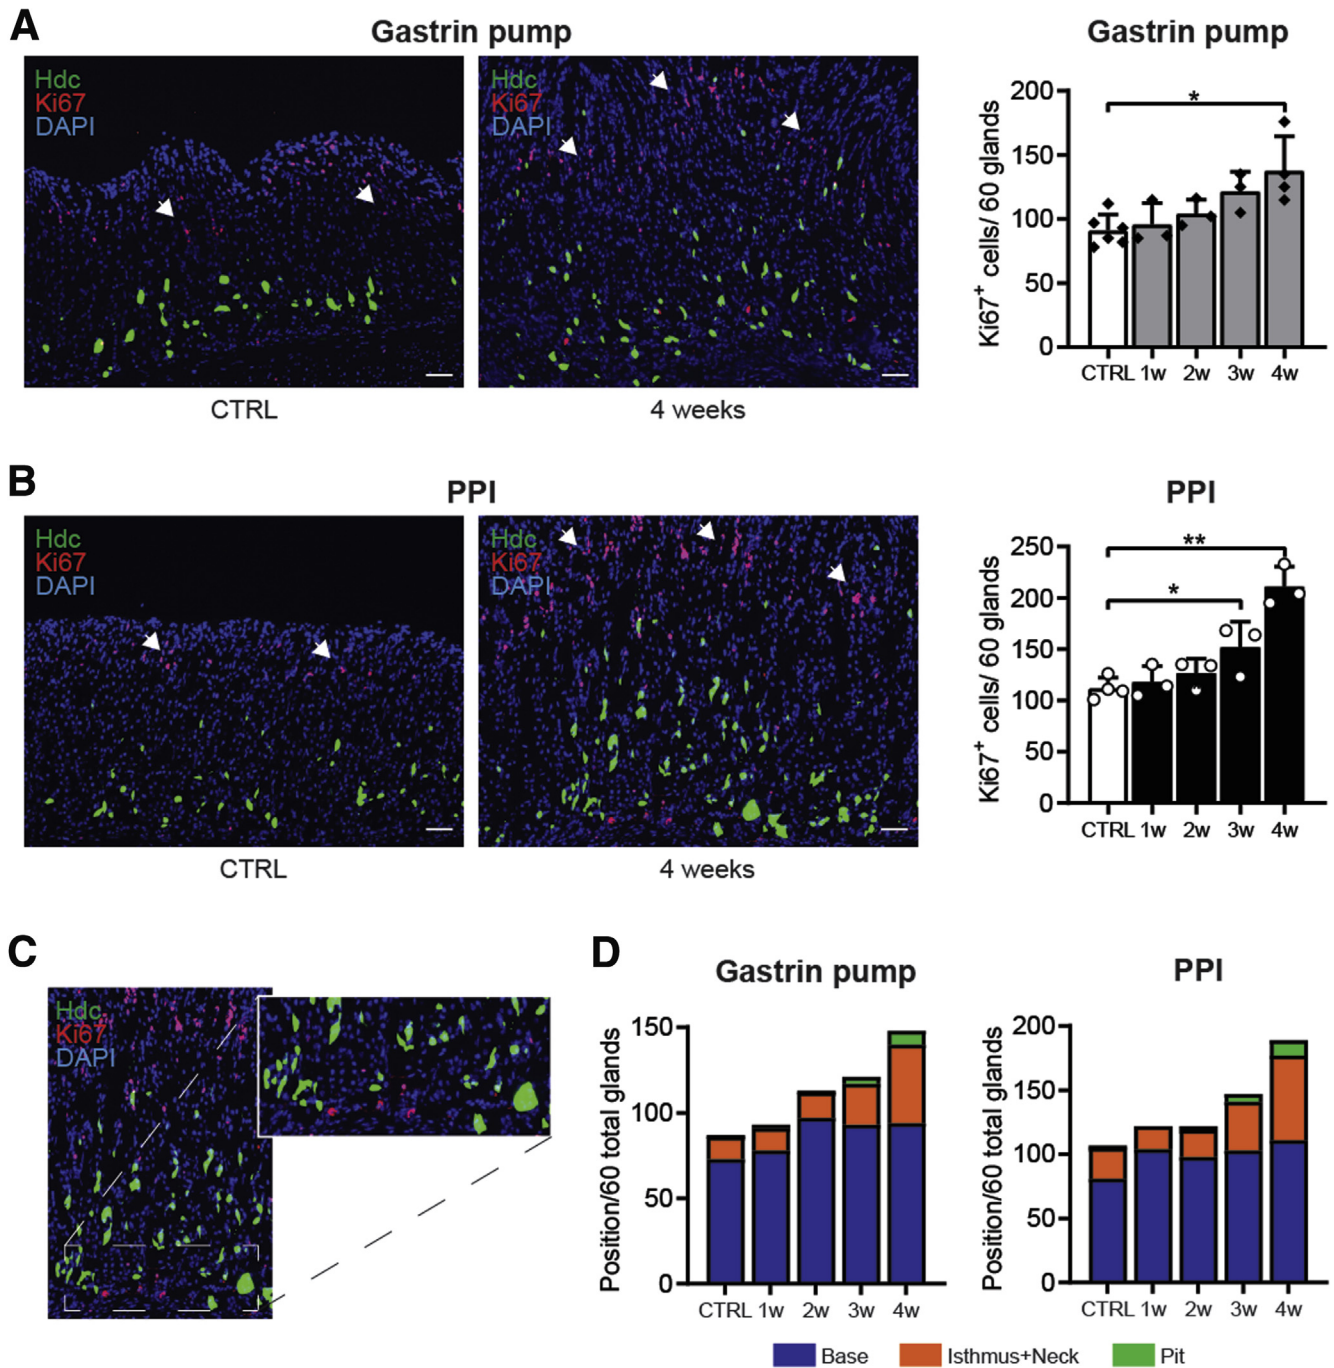 A
Gastrin pump
Gastrin pump
Hdc
Ki67
DAPI
Hdc
Ki67
DAPI
CTRL
4 weeks
Ki67+ cells/ 60 glands
200
150
100
50
0
*
CTRL 1w 2w 3w 4w
B
PPI
PPI
Hdc
Ki67
DAPI
Hdc
Ki67
DAPI
CTRL
4 weeks
Ki67+ cells/ 60 glands
250
200
150
100
50
0
**
*
CTRL 1w 2w 3w 4w
C
Hdc
Ki67
DAPI
D
Gastrin pump
Position/60 total glands
150
100
50
0
CTRL 1w 2w 3w 4w
PPI
Position/60 total glands
200
150
100
50
0
CTRL 1w 2w 3w 4w
Base
Isthmus+Neck
Pit